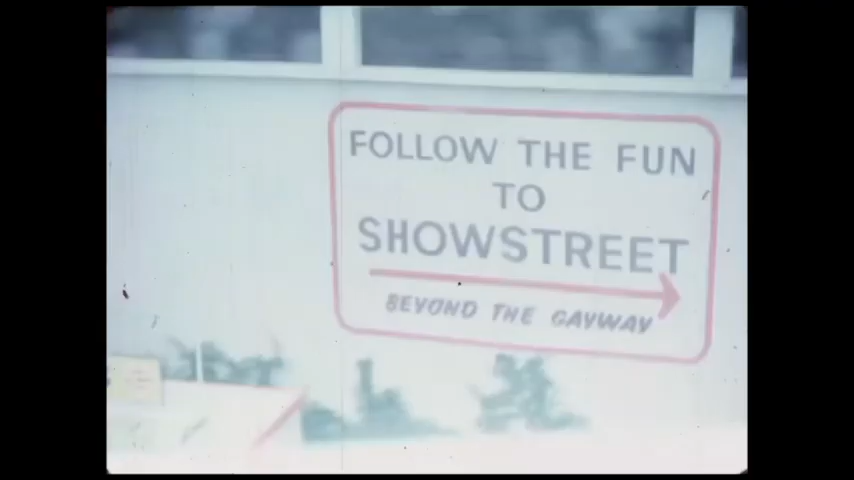 FOLLOW THE FUN
TO
SHOWSTREET
BEYOND THE GAYWAY